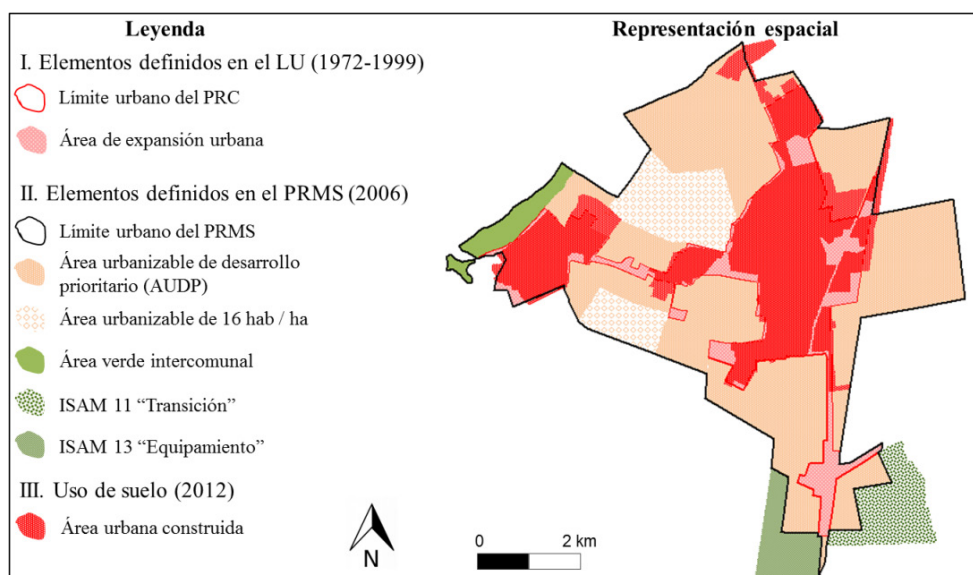 Leyenda
I. Elementos definidos en el LU (1972-1999)
Límite urbano del PRC
Área de expansión urbana
II. Elementos definidos en el PRMS (2006)
Límite urbano del PRMS
Área urbanizable de desarrollo
prioritario (AUDP)
Área urbanizable de 16 hab / ha
Área verde intercomunal
ISAM 11 “Transición”
ISAM 13 “Equipamiento”
III. Uso de suelo (2012)
Área urbana construida
Representación espacial
N
0 2 km